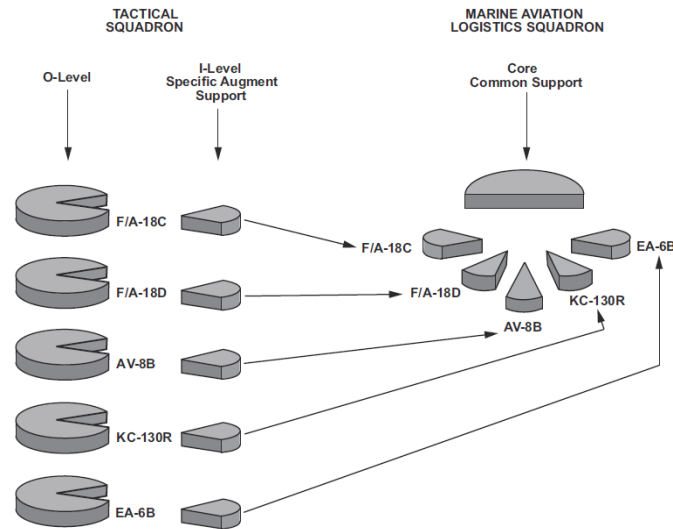 TACTICAL
SQUADRON
MARINE AVIATION
LOGISTICS SQUADRON
O-Level
I-Level
Specific Augment
Support
Core
Common Support
F/A-18C
F/A-18D
AV-8B
KC-130R
EA-6B
F/A-18C
F/A-18D
AV-8B
KC-130R
EA-6B